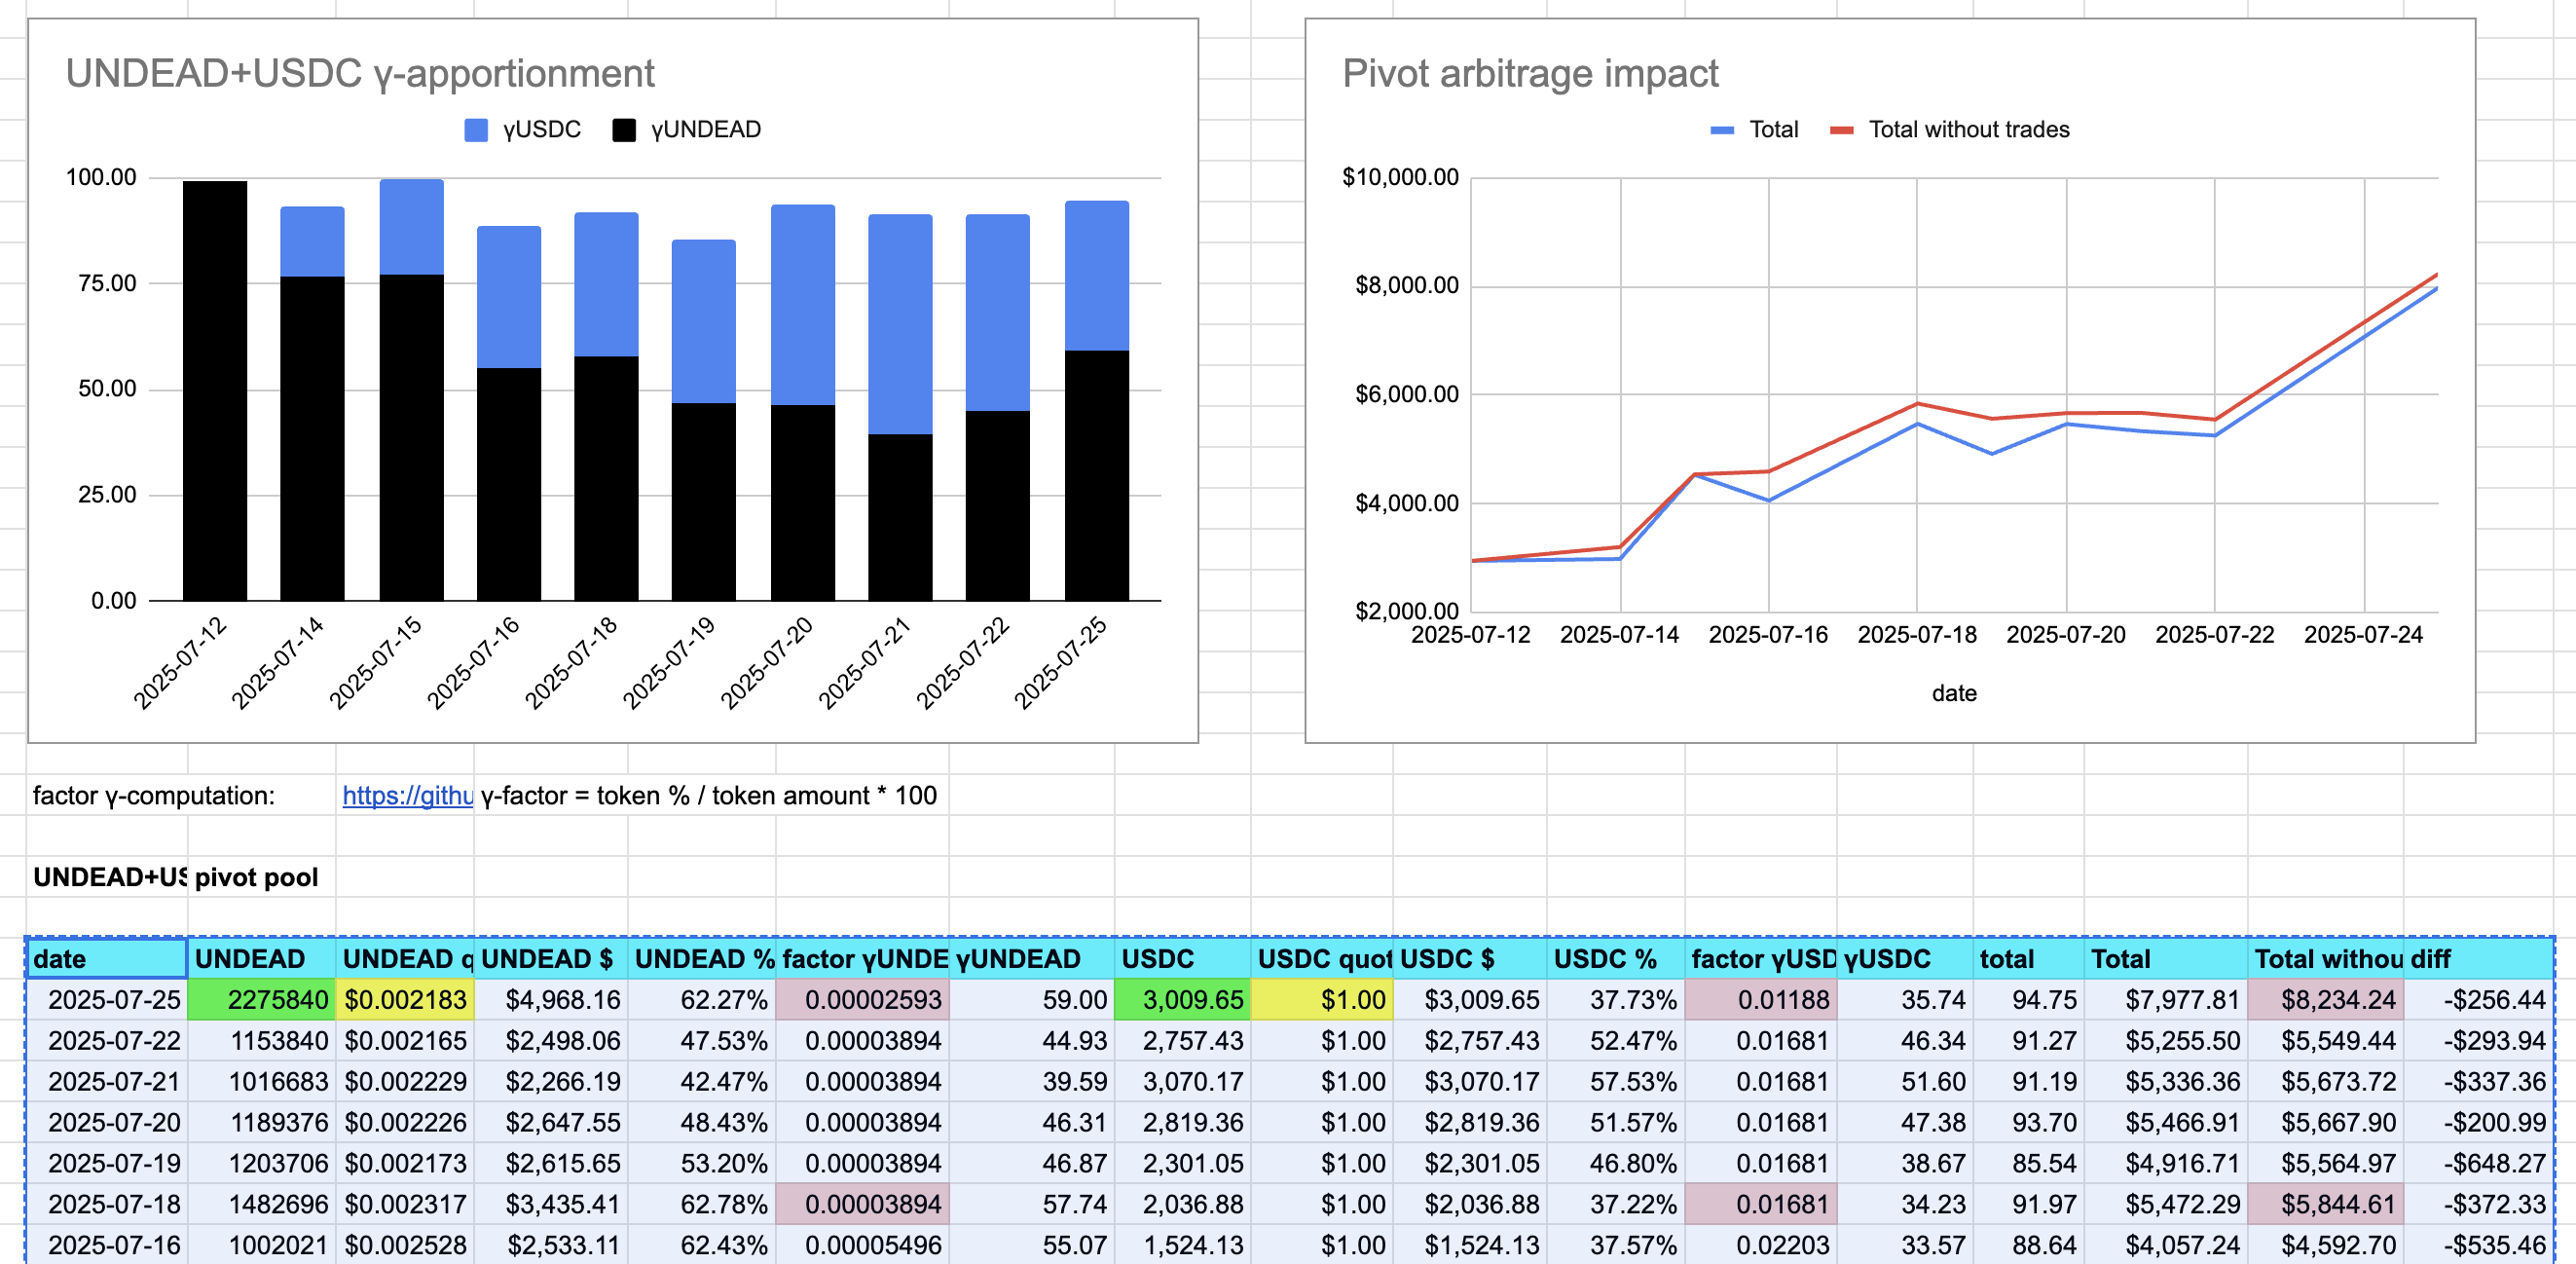 UNDEAD+USDC γ-apportionment
γUSDC γUNDEAD
100.00
75.00
50.00
25.00
0.00
2025-07-12 2025-07-14 2025-07-15 2025-07-16 2025-07-18 2025-07-19 2025-07-20 2025-07-21 2025-07-22 2025-07-25
Pivot arbitrage impact
Total Total without trades
$10,000.00
$8,000.00
$6,000.00
$4,000.00
$2,000.00
2025-07-12 2025-07-14 2025-07-16 2025-07-18 2025-07-20 2025-07-22 2025-07-24
date
factor γ-computation: https://githu γ-factor = token % / token amount * 100
UNDEAD+US pivot pool
date UNDEAD UNDEAD q UNDEAD $ UNDEAD % factor γUNDE γUNDEAD USDC USDC quot USDC $ USDC % factor γUSD γUSDC total Total Total withou diff
2025-07-25 2275840 $0.002183 $4,968.16 62.27% 0.00002593 59.00 3,009.65 $1.00 $3,009.65 37.73% 0.01188 35.74 94.75 $7,977.81 $8,234.24 -$256.44
2025-07-22 1153840 $0.002165 $2,498.06 47.53% 0.00003894 44.93 2,757.43 $1.00 $2,757.43 52.47% 0.01681 46.34 91.27 $5,255.50 $5,549.44 -$293.94
2025-07-21 1016683 $0.002229 $2,266.19 42.47% 0.00003894 39.59 3,070.17 $1.00 $3,070.17 57.53% 0.01681 51.60 91.19 $5,336.36 $5,673.72 -$337.36
2025-07-20 1189376 $0.002226 $2,647.55 48.43% 0.00003894 46.31 2,819.36 $1.00 $2,819.36 51.57% 0.01681 47.38 93.70 $5,466.91 $5,667.90 -$200.99
2025-07-19 1203706 $0.002173 $2,615.65 53.20% 0.00003894 46.87 2,301.05 $1.00 $2,301.05 46.80% 0.01681 38.67 85.54 $4,916.71 $5,564.97 -$648.27
2025-07-18 1482696 $0.002317 $3,435.41 62.78% 0.00003894 57.74 2,036.88 $1.00 $2,036.88 37.22% 0.01681 34.23 91.97 $5,472.29 $5,844.61 -$372.33
2025-07-16 1002021 $0.002528 $2,533.11 62.43% 0.00005496 55.07 1,524.13 $1.00 $1,524.13 37.57% 0.02203 33.57 88.64 $4,057.24 $4,592.70 -$535.46